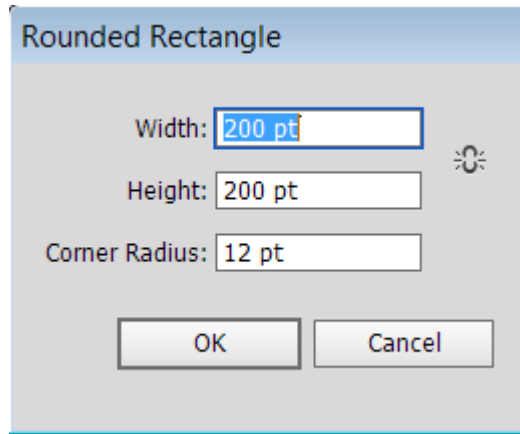 Rounded Rectangle
Width: 200 pt
Height: 200 pt
Corner Radius: 12 pt
OK Cancel